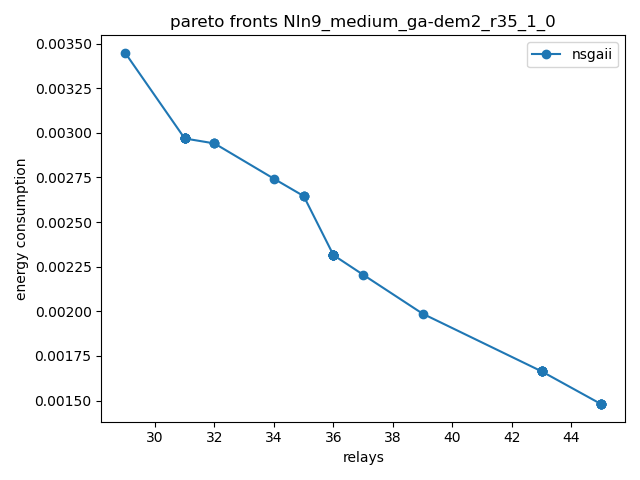 pareto fronts NIn9_medium_ga-dem2_r35_1_0
nsgaii
0.00350
0.00325
0.00300
0.00275
0.00250
0.00225
0.00200
0.00175
0.00150
energy consumption
30 32 34 36 38 40 42 44
relays